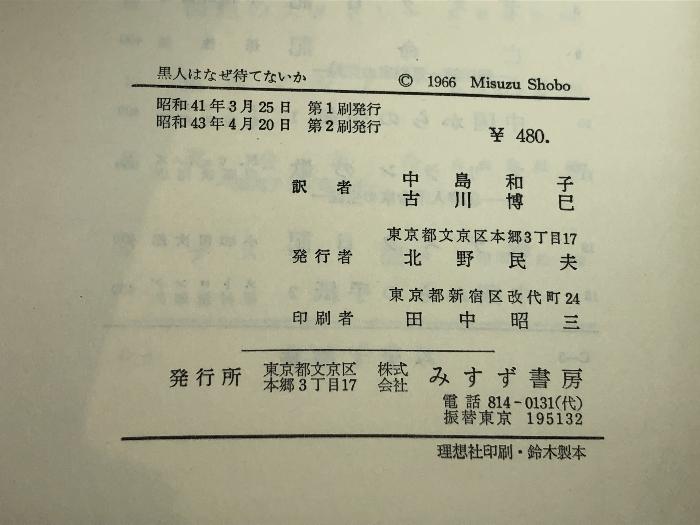 黒人はなぜ待てないか
© 1966 Misuzu Shobo
昭和41年3月25日 第1刷発行
昭和43年4月20日 第2刷発行
¥ 480.
訳者 中島和子
古川博巳
東京都文京区本郷3丁目17
発行者 北野民夫
東京都新宿区改代町24
印刷者 田中昭三
発行所 東京都文京区 本郷3丁目17 株式会社 みすず書房
電話 814-0131(代)
振替東京 195132
理想社印刷・鈴木製本